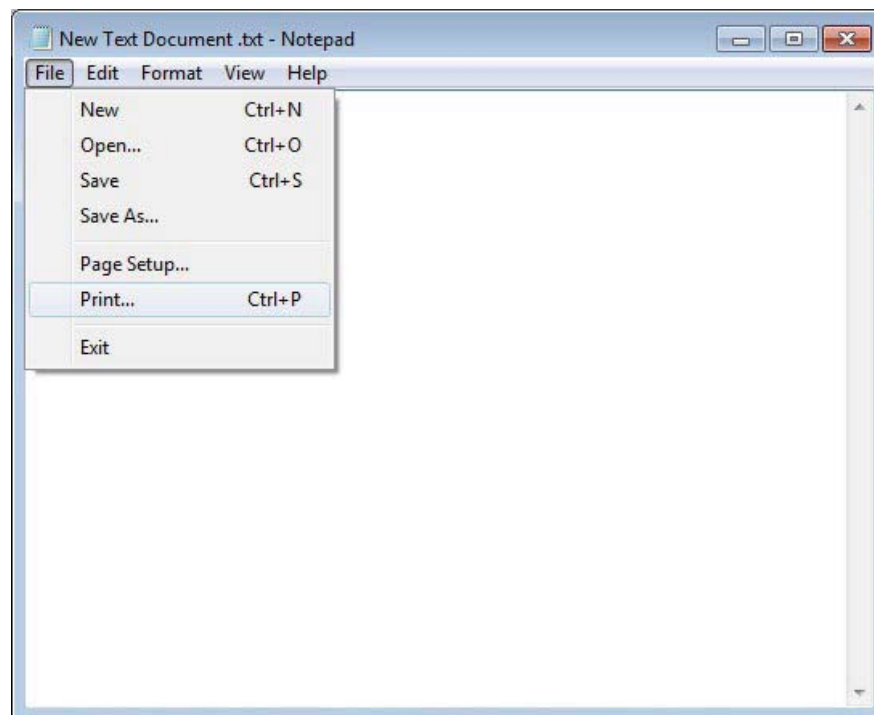 New Text Document .txt - Notepad
File Edit Format View Help
New Ctrl+N
Open... Ctrl+O
Save Ctrl+S
Save As...
Page Setup...
Print... Ctrl+P
Exit